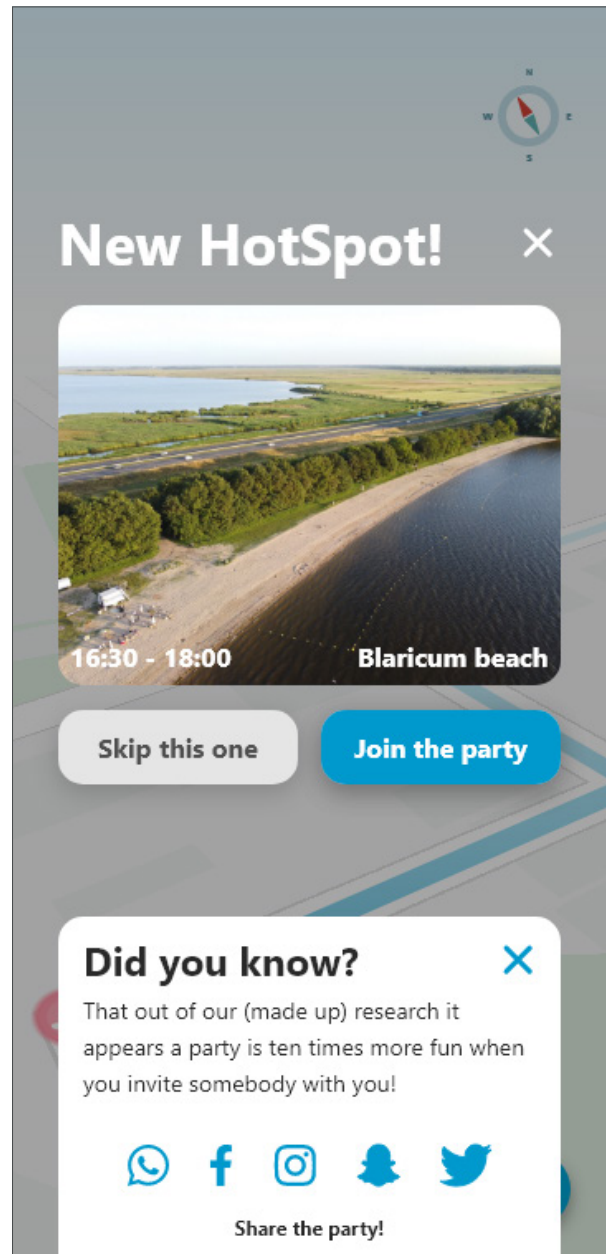 N
W E
S
New HotSpot!
16:30 - 18:00 Blaricum beach
Skip this one Join the party
Did you know?
That out of our (made up) research it
appears a party is ten times more fun when
you invite somebody with you!
Share the party!